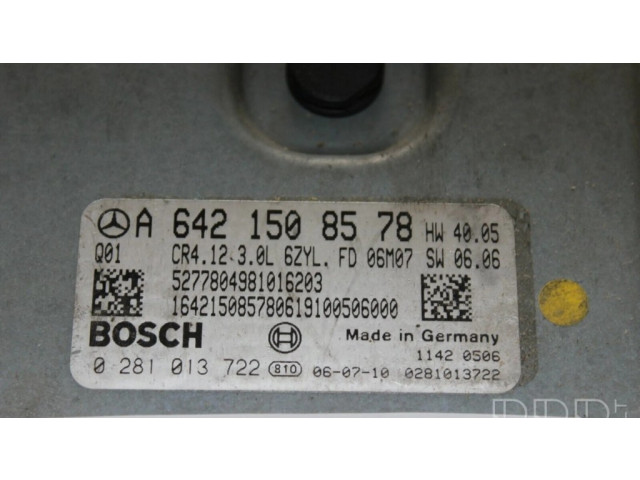 A 642 150 85 78 HW 40.05
Q01 CR4.12 3.0L 6ZYL. FD 06M07 SW 06.06
5277804981016203
164215085780619100506000
BOSCH Made in Germany
1142 0506
0 281 013 722 810 06-07-10 0281013722